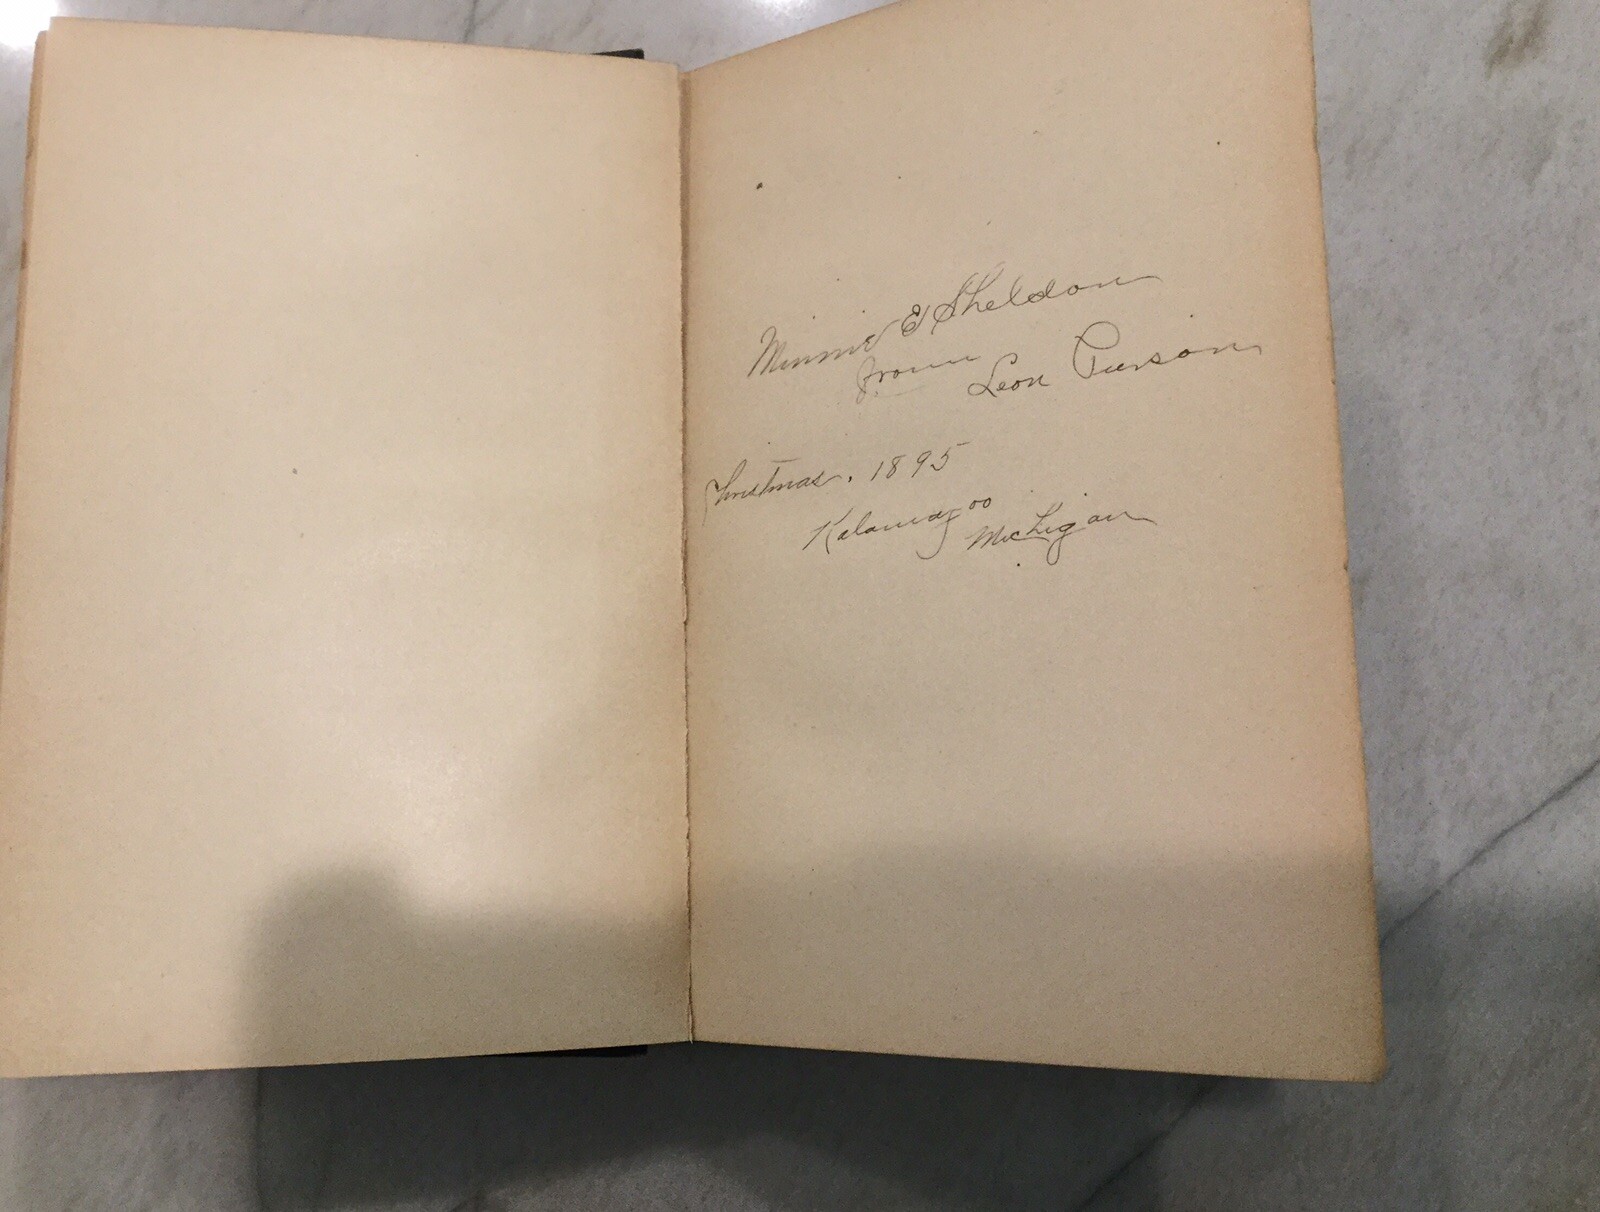 Minnie E Sheldon
from
Leon Pierson
Christmas, 1895
Kalamazoo
Michigan